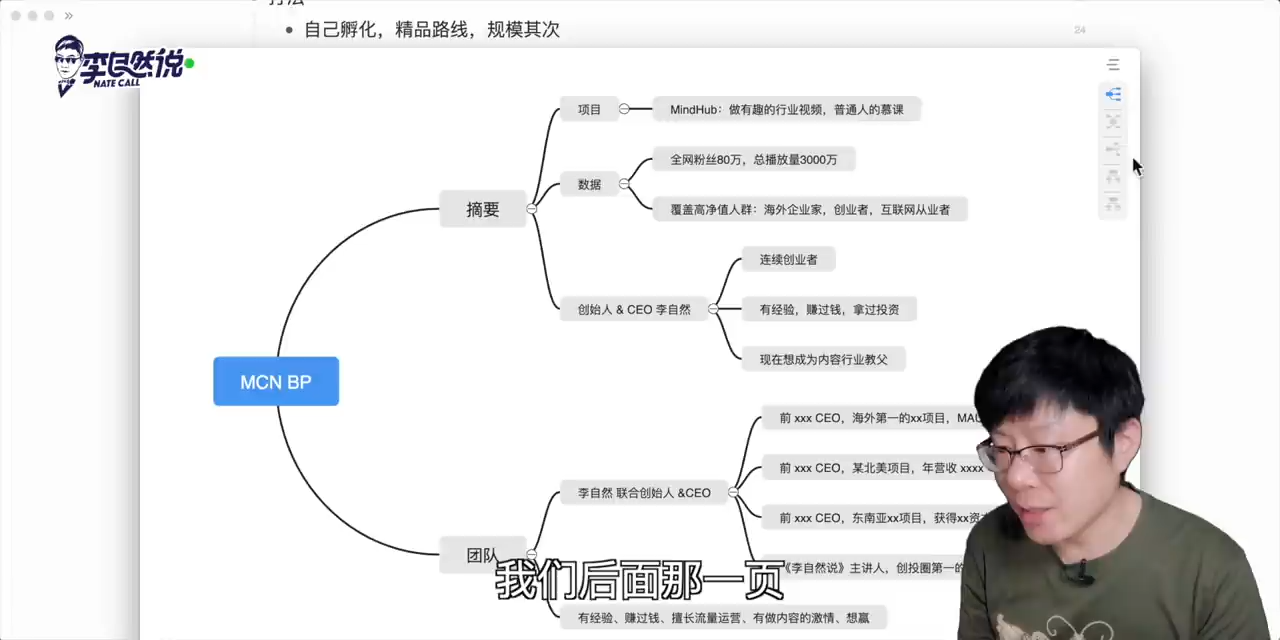 打法
自己孵化，精品路线，规模其次
24
李自然说
NATE CALL
项目
MindHub：做有趣的行业视频，普通人的慕课
全网粉丝80万，总播放量3000万
数据
摘要
覆盖高净值人群：海外企业家，创业者，互联网从业者
连续创业者
创始人 & CEO 李自然
有经验，赚过钱，拿过投资
现在想成为内容行业教父
MCN BP
前 xxx CEO，海外第一的xx项目，MAU
前 xxx CEO，某北美项目，年营收 xxxx
李自然 联合创始人 &CEO
前 xxx CEO，东南亚xx项目，获得xx资
团队
《李自然说》主讲人，创投圈第一的
我们后面那一页
有经验、赚过钱、擅长流量运营、有做内容的激情、想赢